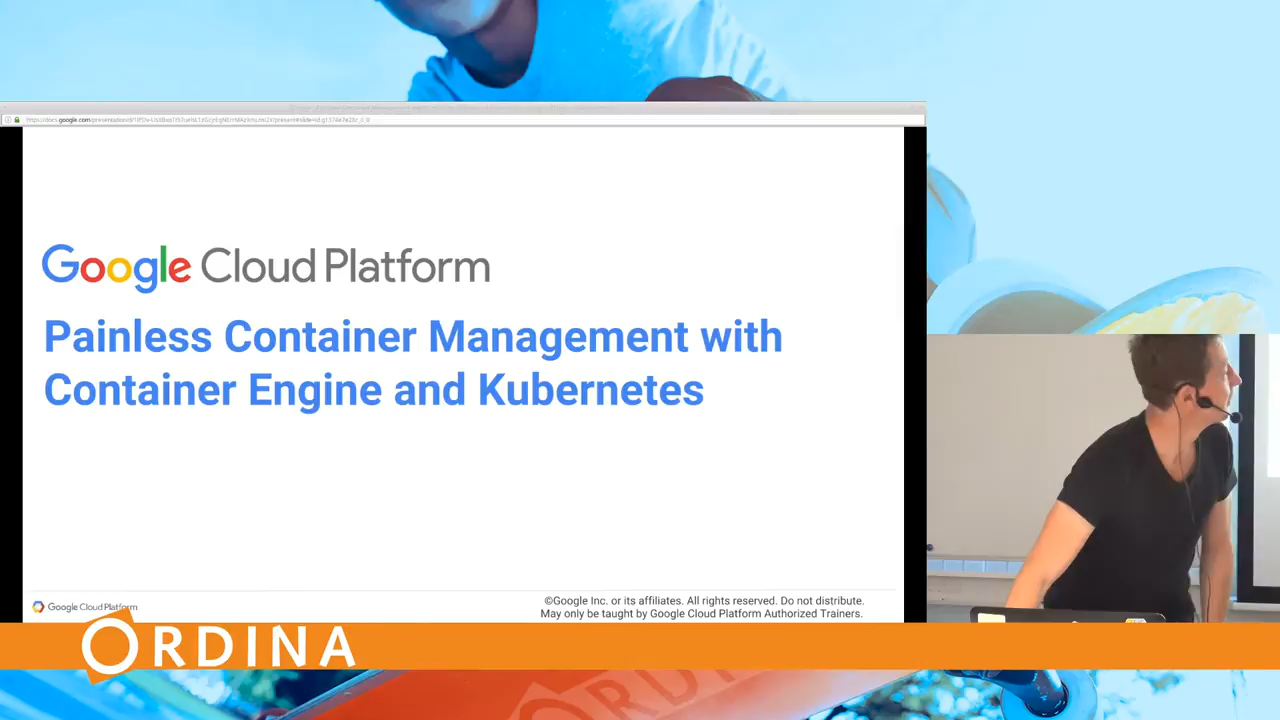 Google Cloud Platform
Painless Container Management with
Container Engine and Kubernetes
Google Cloud Platform
©Google Inc. or its affiliates. All rights reserved. Do not distribute.
May only be taught by Google Cloud Platform Authorized Trainers.
ORDINA